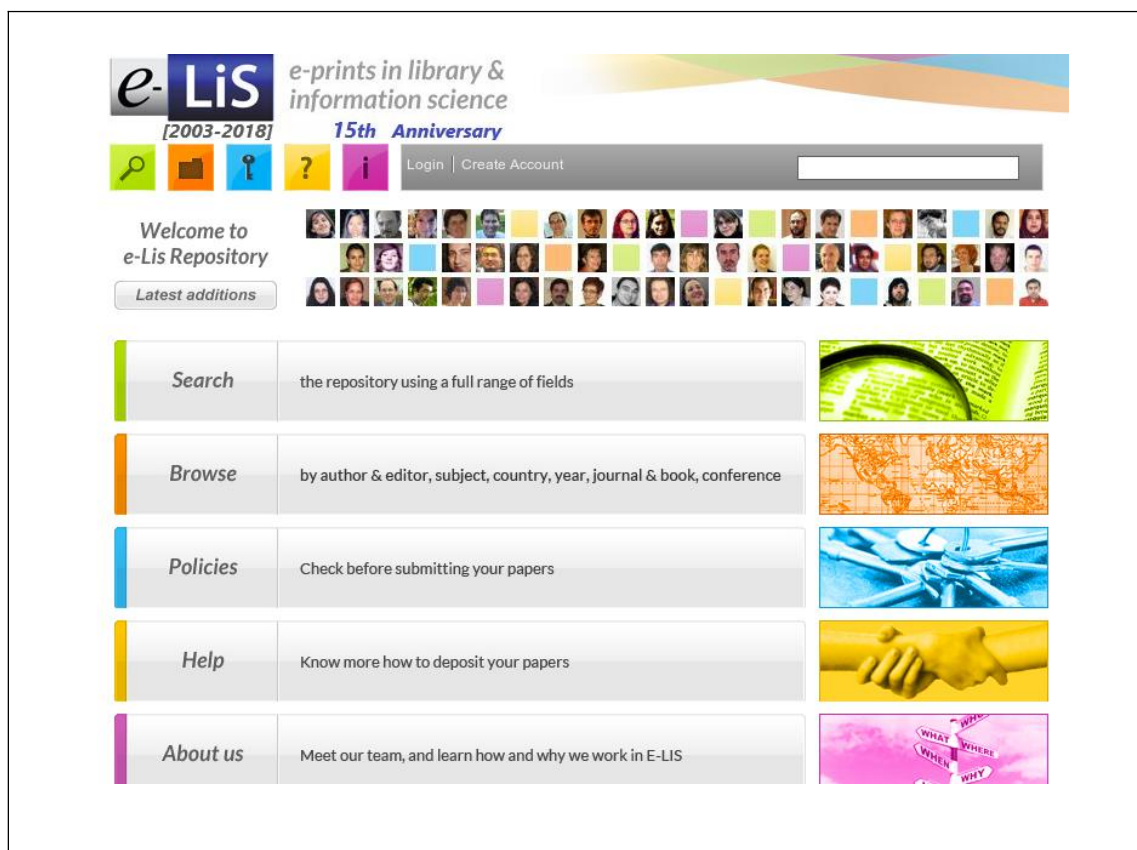 e-LiS
e-prints in library &
information science
[2003-2018] 15th Anniversary
? i Login | Create Account
Welcome to
e-Lis Repository
Latest additions
Search the repository using a full range of fields
Browse by author & editor, subject, country, year, journal & book, conference
Policies Check before submitting your papers
Help Know more how to deposit your papers
About us Meet our team, and learn how and why we work in E-LIS
WHAT
WHERE
WHEN
WHY